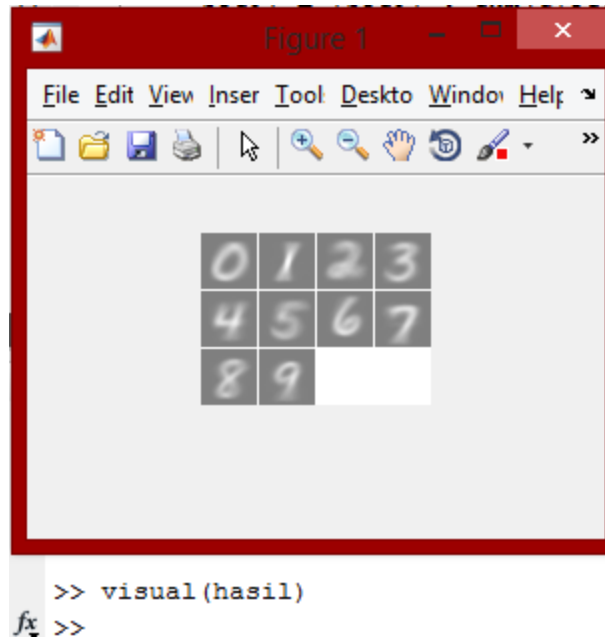 Figure 1
File Edit View Inser Tool Deskto Window Help
0 1 2 3
4 5 6 7
8 9
>> visual(hasil)
fx >>